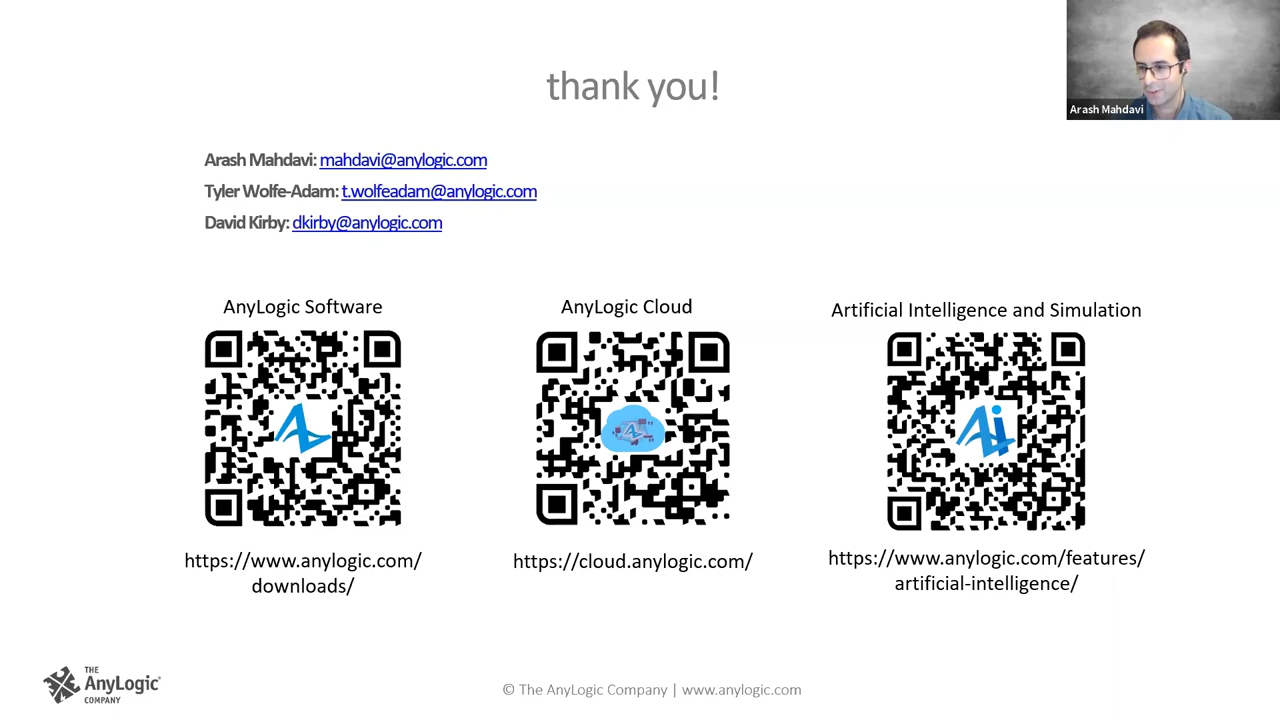 thank you!
Arash Mahdavi
Arash Mahdavi: mahdavi@anylogic.com
Tyler Wolfe-Adam: t.wolfeadam@anylogic.com
David Kirby: dkirby@anylogic.com
AnyLogic Software
AnyLogic Cloud
Artificial Intelligence and Simulation
Ai
https://www.anylogic.com/
downloads/
https://cloud.anylogic.com/
https://www.anylogic.com/features/
artificial-intelligence/
THE
AnyLogic®
COMPANY
© The AnyLogic Company | www.anylogic.com